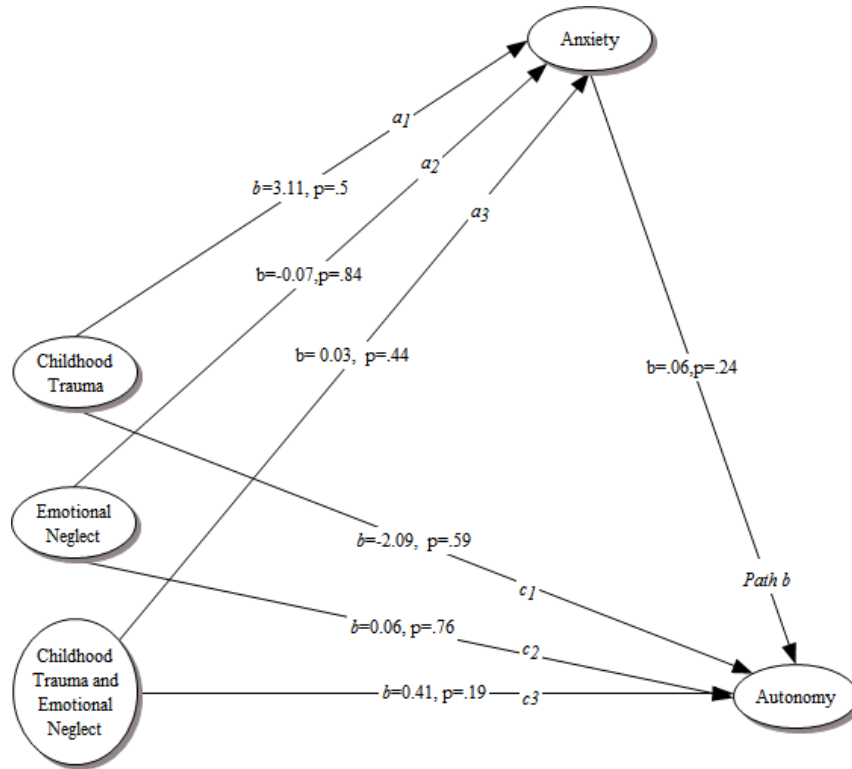 Anxiety
a1
a2
b=3.11, p=.5
a3
b=-0.07,p=.84
Childhood
Trauma
b= 0.03, p=.44
b=.06,p=.24
Emotional
Neglect
b=-2.09, p=.59
Path b
c1
b=0.06, p=.76
c2
Childhood
Trauma and
Emotional
Neglect
b=0.41, p=.19
c3
Autonomy